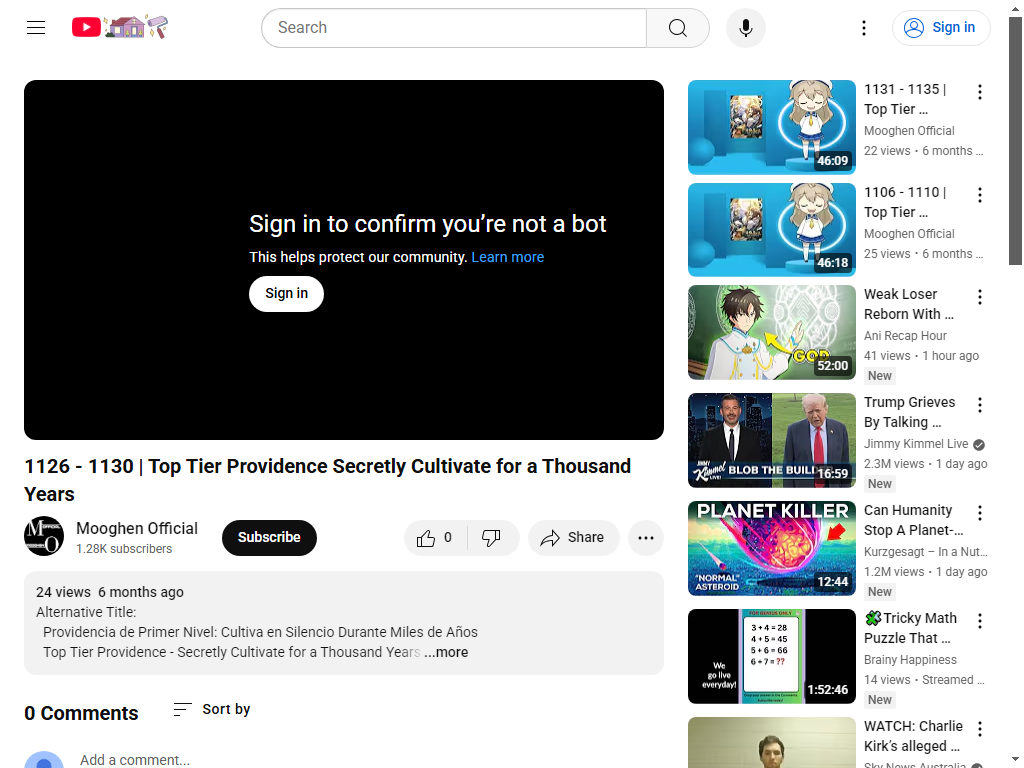 Search
Sign in
Sign in to confirm you're not a bot
This helps protect our community. Learn more
Sign in
1126 - 1130 | Top Tier Providence Secretly Cultivate for a Thousand
Years
Mooghen Official
1.28K subscribers
Subscribe
0
Share
24 views 6 months ago
Alternative Title:
Providencia de Primer Nivel: Cultiva en Silencio Durante Miles de Años
Top Tier Providence - Secretly Cultivate for a Thousand Years ...more
0 Comments
Sort by
Add a comment...
46:09
1131 - 1135 |
Top Tier ...
Mooghen Official
22 views • 6 months ...
46:18
1106 - 1110 |
Top Tier ...
Mooghen Official
25 views • 6 months ...
GOD
52:00
Weak Loser
Reborn With ...
Ani Recap Hour
41 views • 1 hour ago
New
JIMMY
Kimmel
LIVE!
BLOB THE BUILD
16:59
Trump Grieves
By Talking ...
Jimmy Kimmel Live
2.3M views • 1 day ago
New
PLANET KILLER
"NORMAL"
ASTEROID
12:44
Can Humanity
Stop A Planet-...
Kurzgesagt – In a Nut...
1.2M views • 1 day ago
New
3 + 4 = 28
4 + 5 = 45
5 + 6 = 66
6 + 7 = ??
We
go live
everyday!
1:52:46
🧩Tricky Math
Puzzle That ...
Brainy Happiness
14 views • Streamed ...
New
WATCH: Charlie
Kirk's alleged ...
Sky News Australia